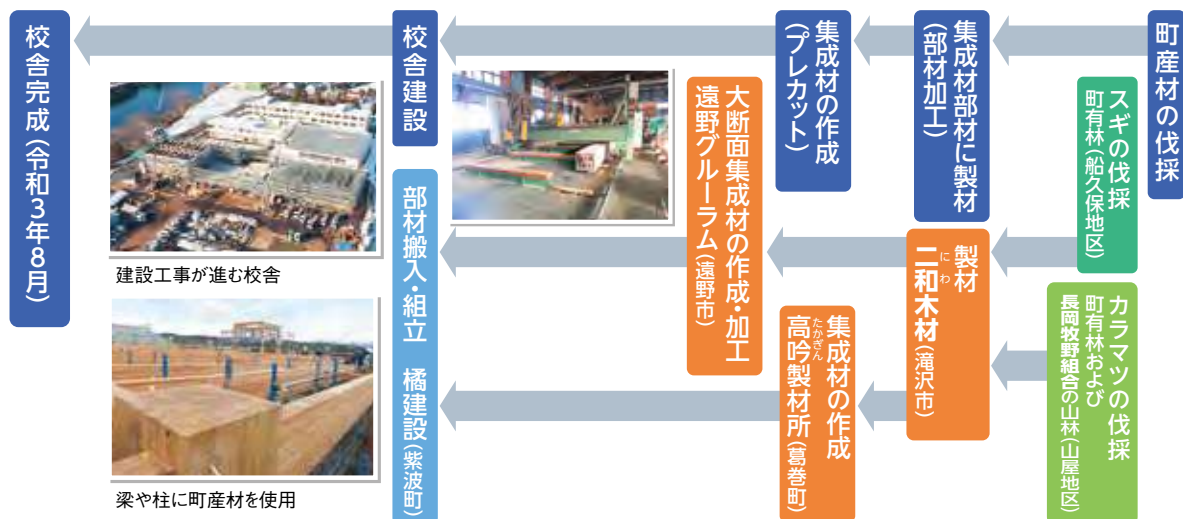 町産材の伐採
スギの伐採
町有林(船久保地区)
カラマツの伐採
町有林および
長岡牧野組合の山林(山屋地区)
集成材部材に製材
(部材加工)
製材
二和木材(滝沢市)
にわ
集成材の作成
(プレカット)
大断面集成材の作成・加工
遠野グルーラム(遠野市)
集成材の作成
高吟製材所(葛巻町)
たかぎん
校舎建設
部材搬入・組立 橘建設(紫波町)
建設工事が進む校舎
梁や柱に町産材を使用
校舎完成(令和3年8月)